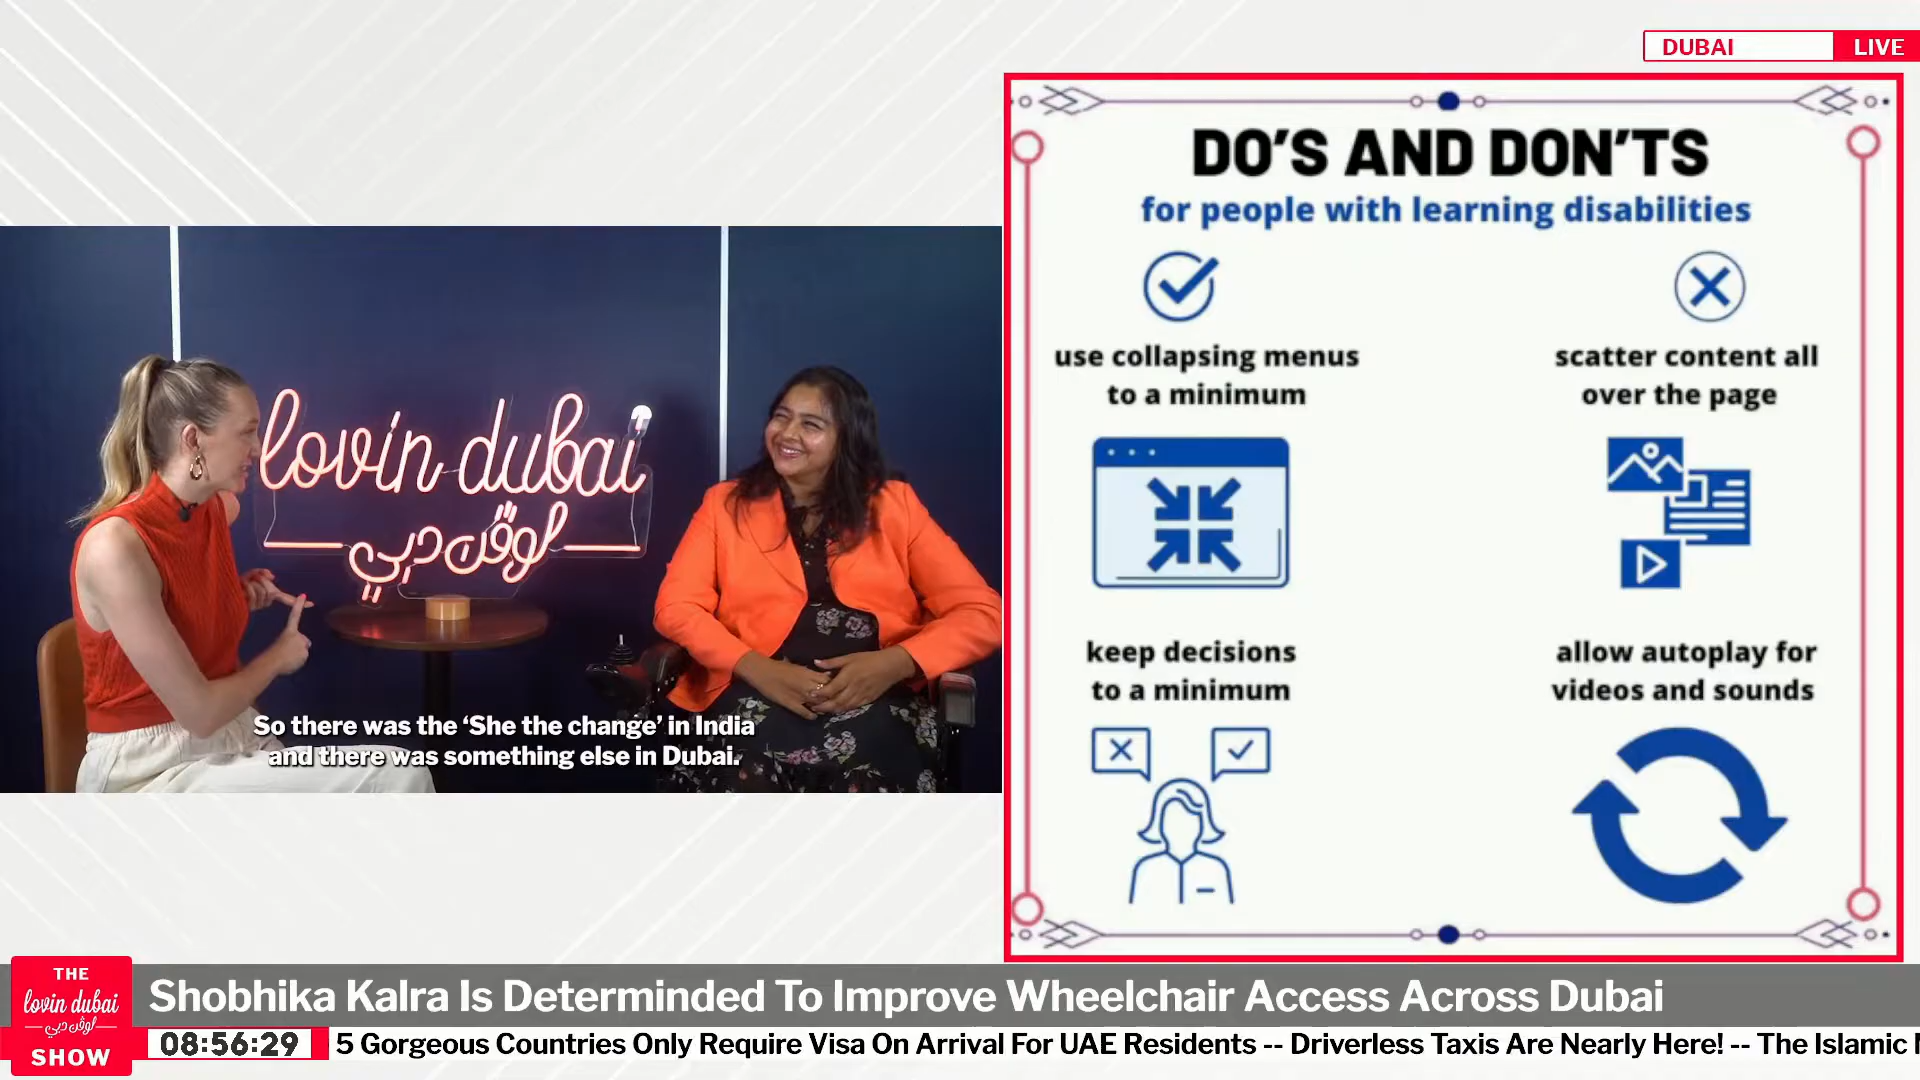 DUBAI LIVE
DO'S AND DON'TS
for people with learning disabilities
use collapsing menus
to a minimum
scatter content all
over the page
keep decisions
to a minimum
allow autoplay for
videos and sounds
lovin dubai
لوڤن دبي
So there was the ‘She the change’ in India
and there was something else in Dubai.
THE
lovin dubai
لوڤن دبي
SHOW
Shobhika Kalra Is Determinded To Improve Wheelchair Access Across Dubai
08:56:29
5 Gorgeous Countries Only Require Visa On Arrival For UAE Residents -- Driverless Taxis Are Nearly Here! -- The Islamic